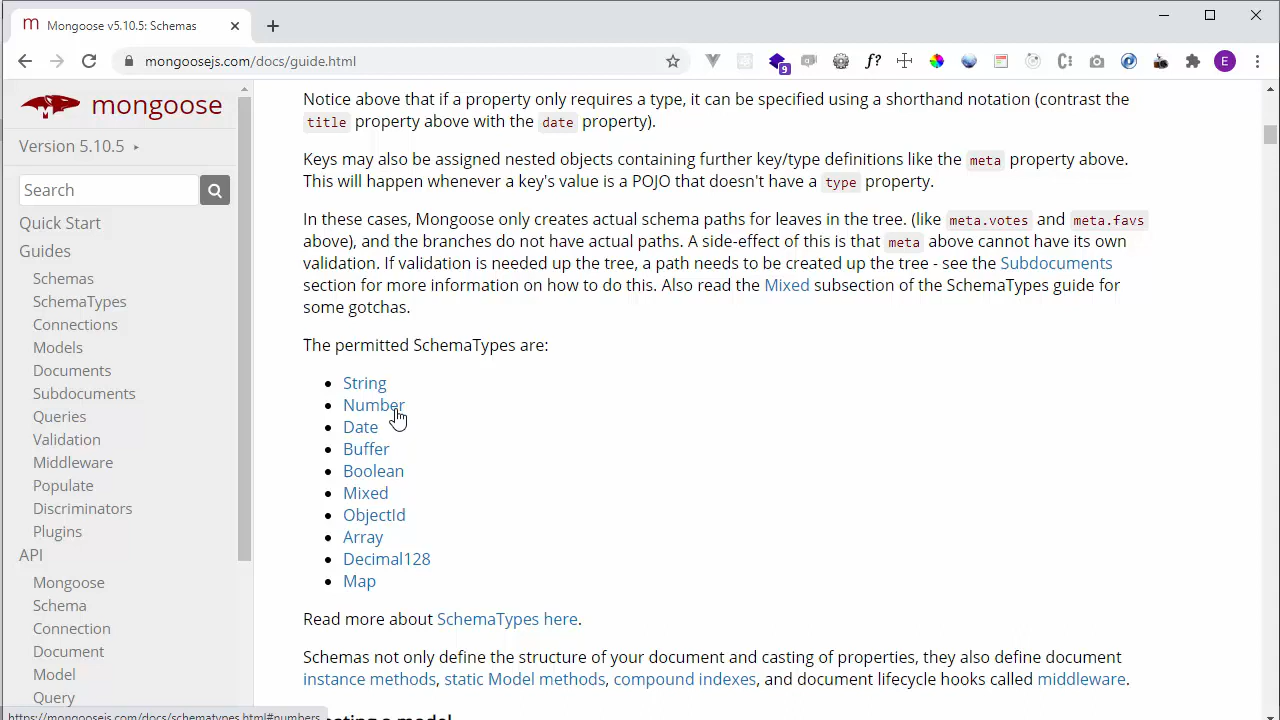 Mongoose v5.10.5: Schemas
mongoosejs.com/docs/guide.html
9
f?
E
mongoose
Version 5.10.5
Search
Quick Start
Guides
Schemas
SchemaTypes
Connections
Models
Documents
Subdocuments
Queries
Validation
Middleware
Populate
Discriminators
Plugins
API
Mongoose
Schema
Connection
Document
Model
Query
Notice above that if a property only requires a type, it can be specified using a shorthand notation (contrast the
title property above with the date property).
Keys may also be assigned nested objects containing further key/type definitions like the meta property above.
This will happen whenever a key's value is a POJO that doesn't have a type property.
In these cases, Mongoose only creates actual schema paths for leaves in the tree. (like meta.votes and meta.favs
above), and the branches do not have actual paths. A side-effect of this is that meta above cannot have its own
validation. If validation is needed up the tree, a path needs to be created up the tree - see the Subdocuments
section for more information on how to do this. Also read the Mixed subsection of the SchemaTypes guide for
some gotchas.
The permitted SchemaTypes are:
String
Number
Date
Buffer
Boolean
Mixed
ObjectId
Array
Decimal128
Map
Read more about SchemaTypes here.
Schemas not only define the structure of your document and casting of properties, they also define document
instance methods, static Model methods, compound indexes, and document lifecycle hooks called middleware.
https://mongoosejs.com/docs/schematypes.html#numbers